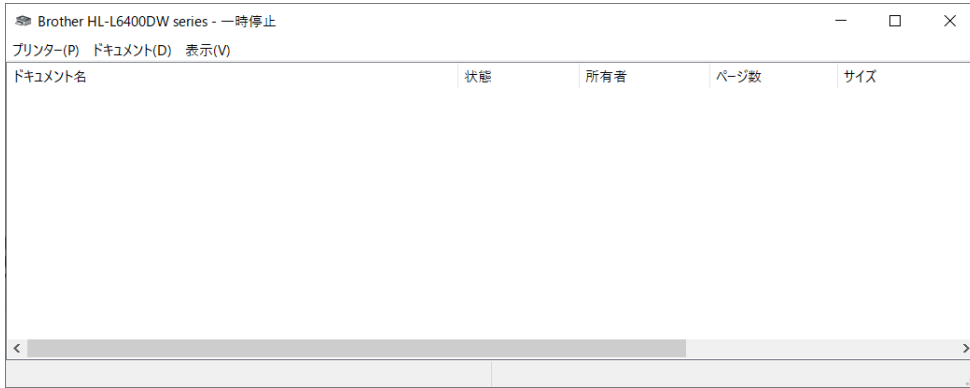 Brother HL-L6400DW series - 一時停止
プリンター(P) ドキュメント(D) 表示(V)
ドキュメント名 状態 所有者 ページ数 サイズ